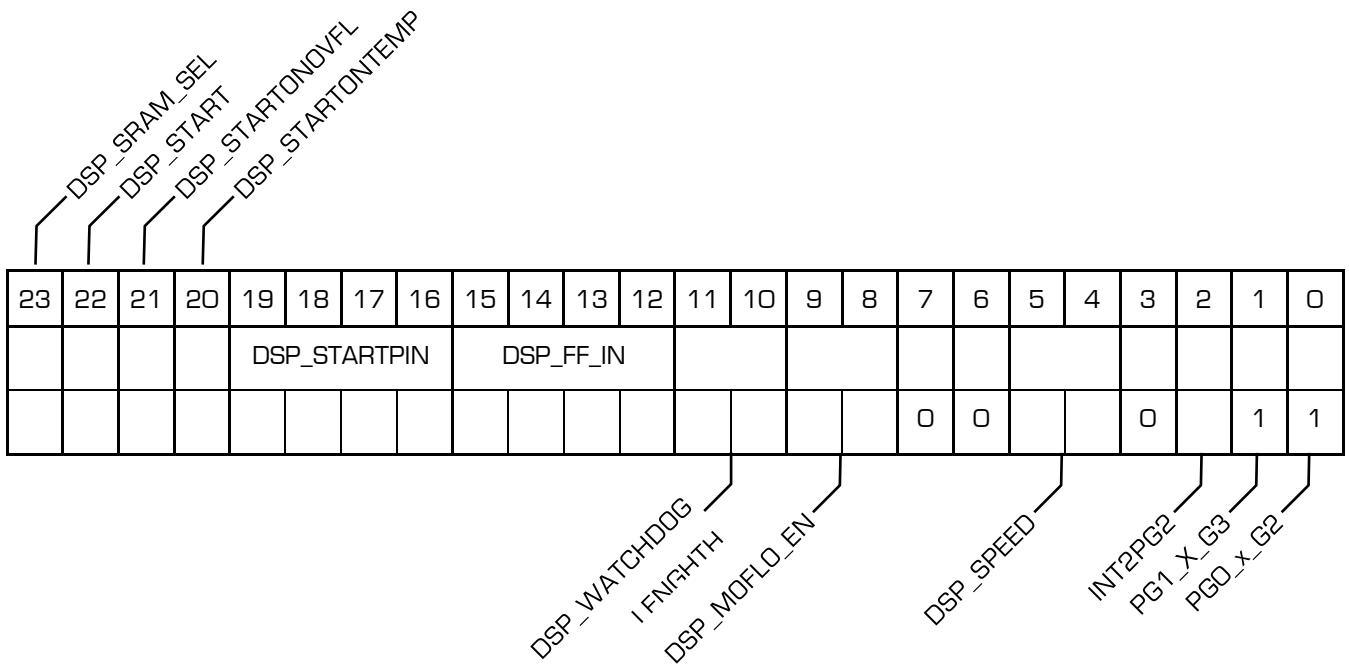 DSP_SRAM_SEL
DSP_START
DSP_STARTONOVFL
DSP_STARTONTEMP
23 22 21 20 19 18 17 16 15 14 13 12 11 10 9 8 7 6 5 4 3 2 1 0
DSP_STARTPIN DSP_FF_IN
0 0 0 1 1
DSP_WATCHDOG
DSP_MOFLO_EN
DSP_SPEED
INT2PG2
PG1_X_G3
PG0_x_G2